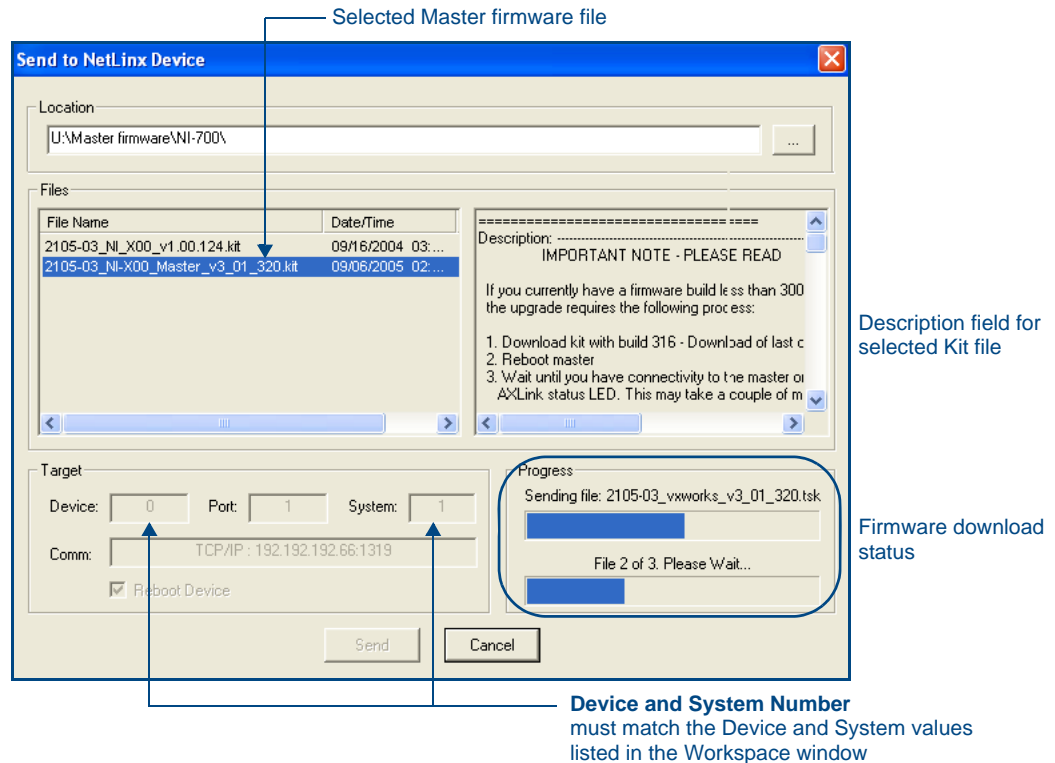 Selected Master firmware file
Send to NetLinx Device
Location
U:\Master firmware\NI-700\
...
Files
File Name Date/Time
2105-03_NI_X00_v1.00.124.kit 09/16/2004 03:...
2105-03_NI-X00_Master_v3_01_320.kit 09/06/2005 02:...
==================================
Description: ----------------------------------------
IMPORTANT NOTE - PLEASE READ
If you currently have a firmware build less than 300
the upgrade requires the following process:
1. Download kit with build 316 - Download of last c
2. Reboot master
3. Wait until you have connectivity to the master or
AXLink status LED. This may take a couple of m
Description field for
selected Kit file
Target
Device: 0 Port: 1 System: 1
Comm: TCP/IP : 192.192.192.66:1319
Reboot Device
Progress
Sending file: 2105-03_vxworks_v3_01_320.tsk
File 2 of 3. Please Wait...
Firmware download
status
Send Cancel
Device and System Number
must match the Device and System values
listed in the Workspace window